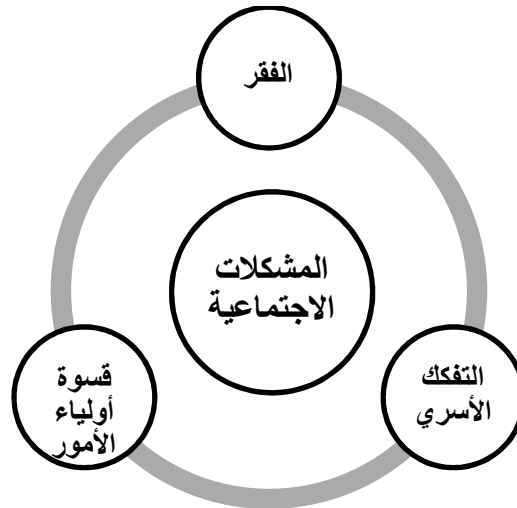 الفقر
المشكلات
الاجتماعية
التفكك
الأسري
قسوة
أولياء
الأمور